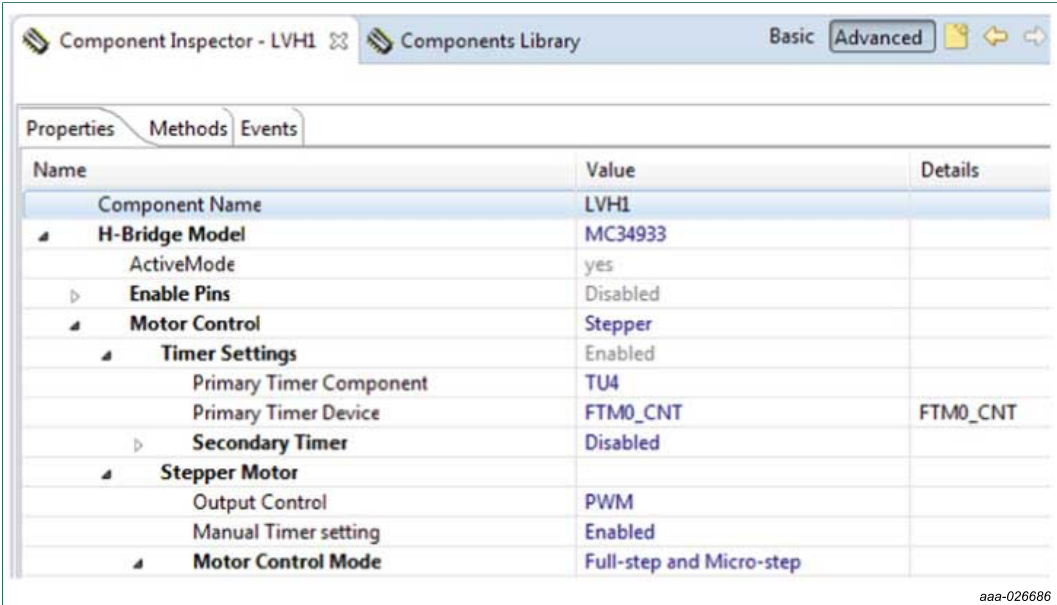 Component Inspector - LVH1 Components Library Basic Advanced
Properties Methods Events
Name Value Details
Component Name LVH1
H-Bridge Model MC34933
ActiveMode yes
Enable Pins Disabled
Motor Control Stepper
Timer Settings Enabled
Primary Timer Component TU4
Primary Timer Device FTM0_CNT FTM0_CNT
Secondary Timer Disabled
Stepper Motor
Output Control PWM
Manual Timer setting Enabled
Motor Control Mode Full-step and Micro-step
aaa-026686